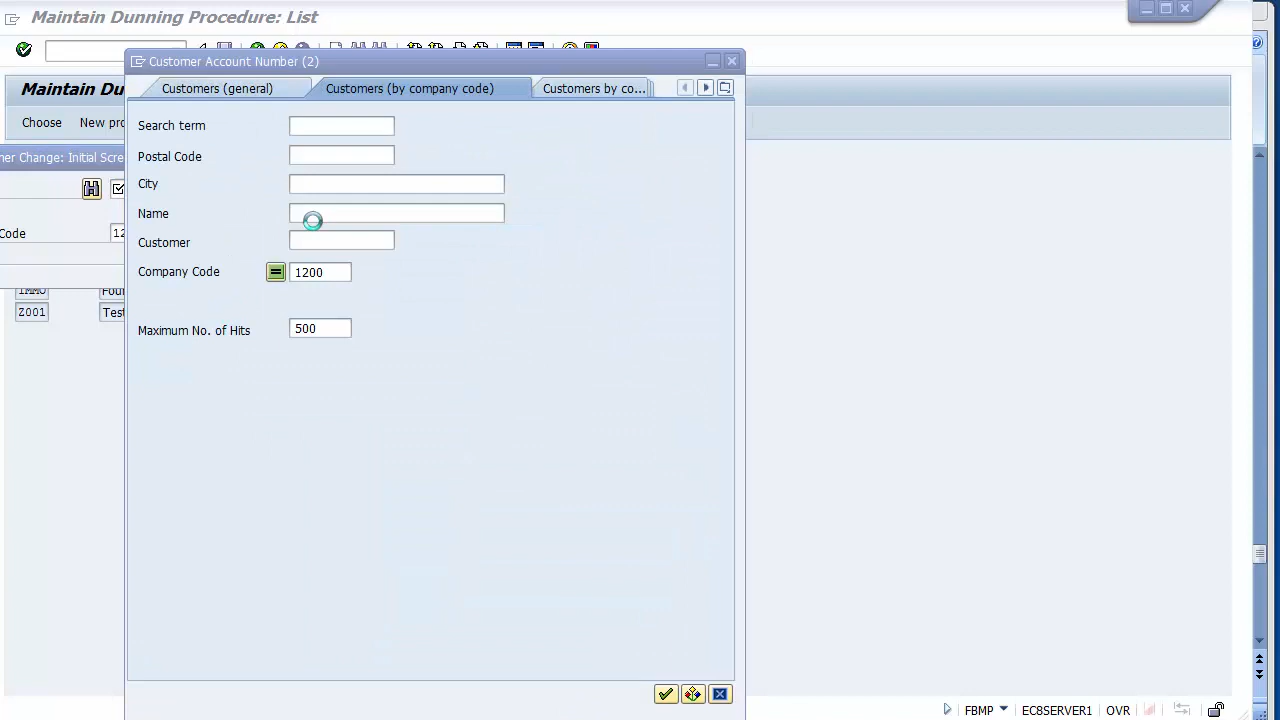 Maintain Dunning Procedure: List
Customer Account Number (2)
Customers (general)
Customers (by company code)
Customers by co...
Maintain Du
Choose
New pro
Search term
Postal Code
City
Name
Customer
Company Code
1200
Maximum No. of Hits
500
ner Change: Initial Scre
Code
12
IMMO
Fou
Z001
Test
FBMP
EC8SERVER1
OVR